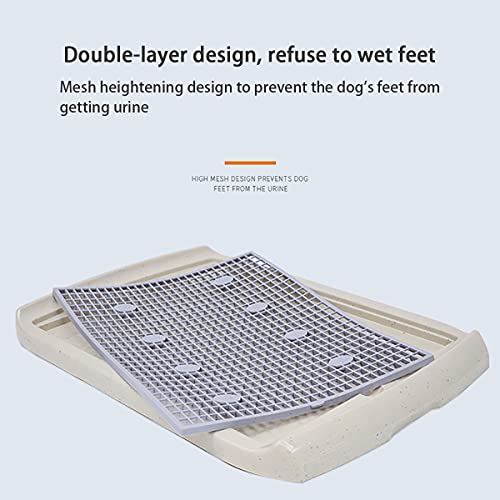 Double-layer design, refuse to wet feet
Mesh heightening design to prevent the dog's feet from
getting urine
HIGH MESH DESIGN PREVENTS DOG
FEET FROM THE URINE